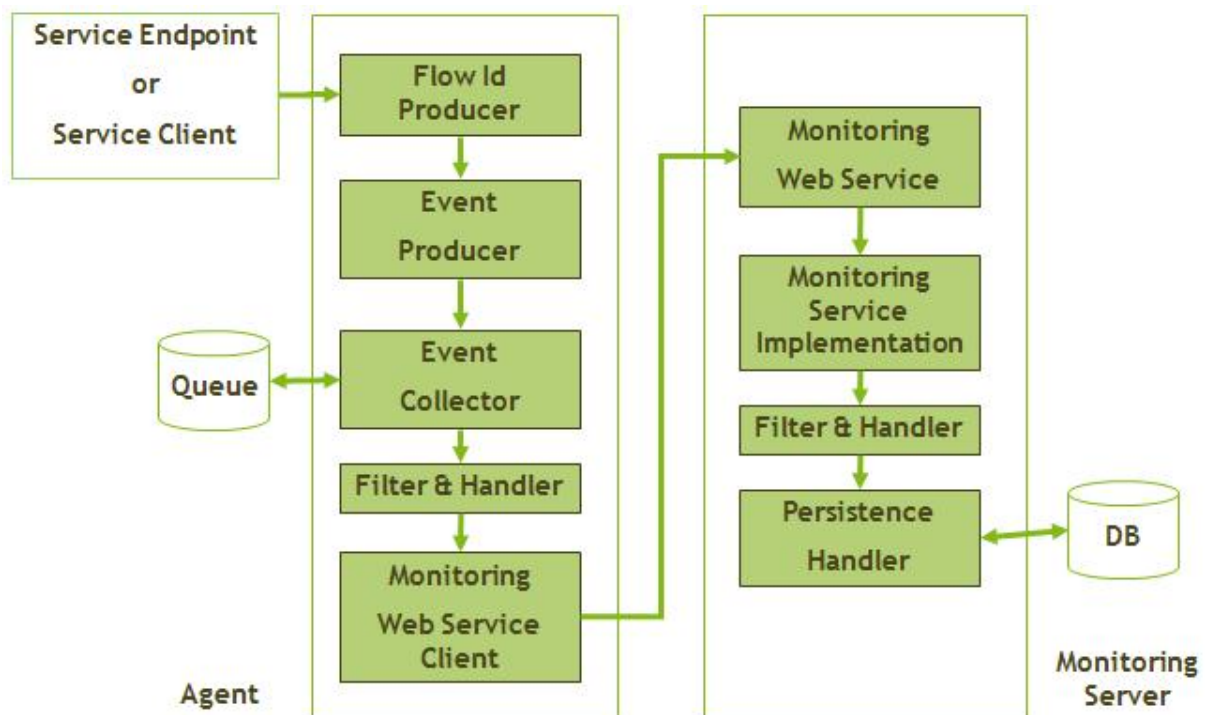 Service Endpoint
or
Service Client
Flow Id
Producer
Event
Producer
Event
Collector
Queue
Filter & Handler
Monitoring
Web Service
Client
Agent
Monitoring
Web Service
Monitoring
Service
Implementation
Filter & Handler
Persistence
Handler
DB
Monitoring
Server